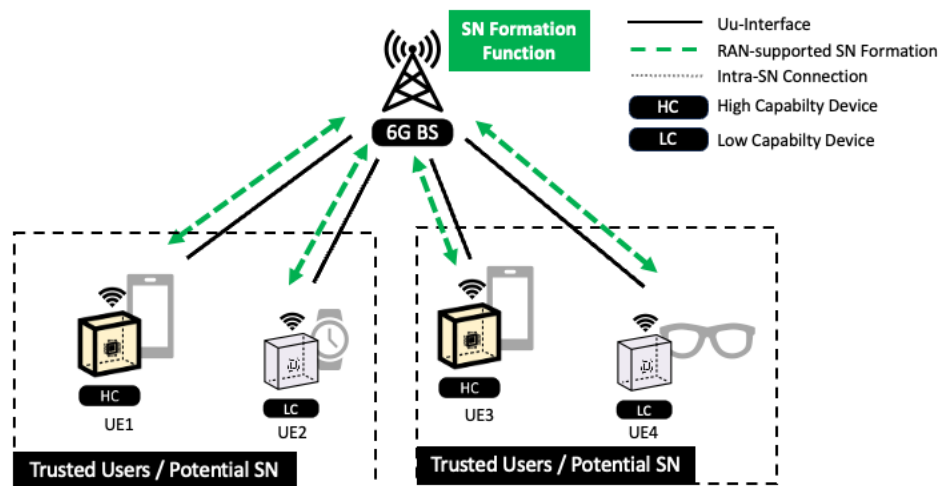 SN Formation
Function
Uu-Interface
RAN-supported SN Formation
Intra-SN Connection
HC
High Capabilty Device
LC
Low Capabilty Device
6G BS
HC
UE1
LC
UE2
HC
UE3
LC
UE4
Trusted Users / Potential SN
Trusted Users / Potential SN